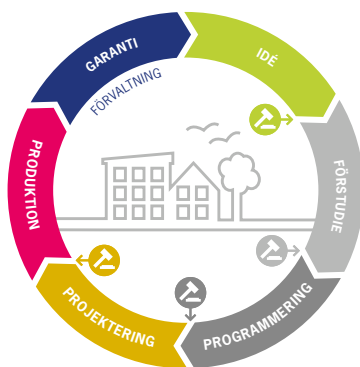 IDÉ
FÖRSTUDIE
PROGRAMMERING
PROJEKTERING
PRODUKTION
GARANTI
FÖRVALTNING